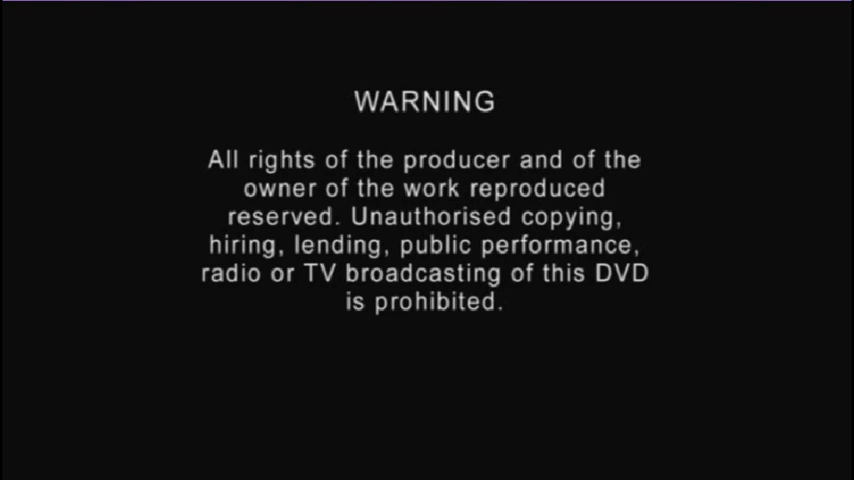 WARNING
All rights of the producer and of the
owner of the work reproduced
reserved. Unauthorised copying,
hiring, lending, public performance,
radio or TV broadcasting of this DVD
is prohibited.